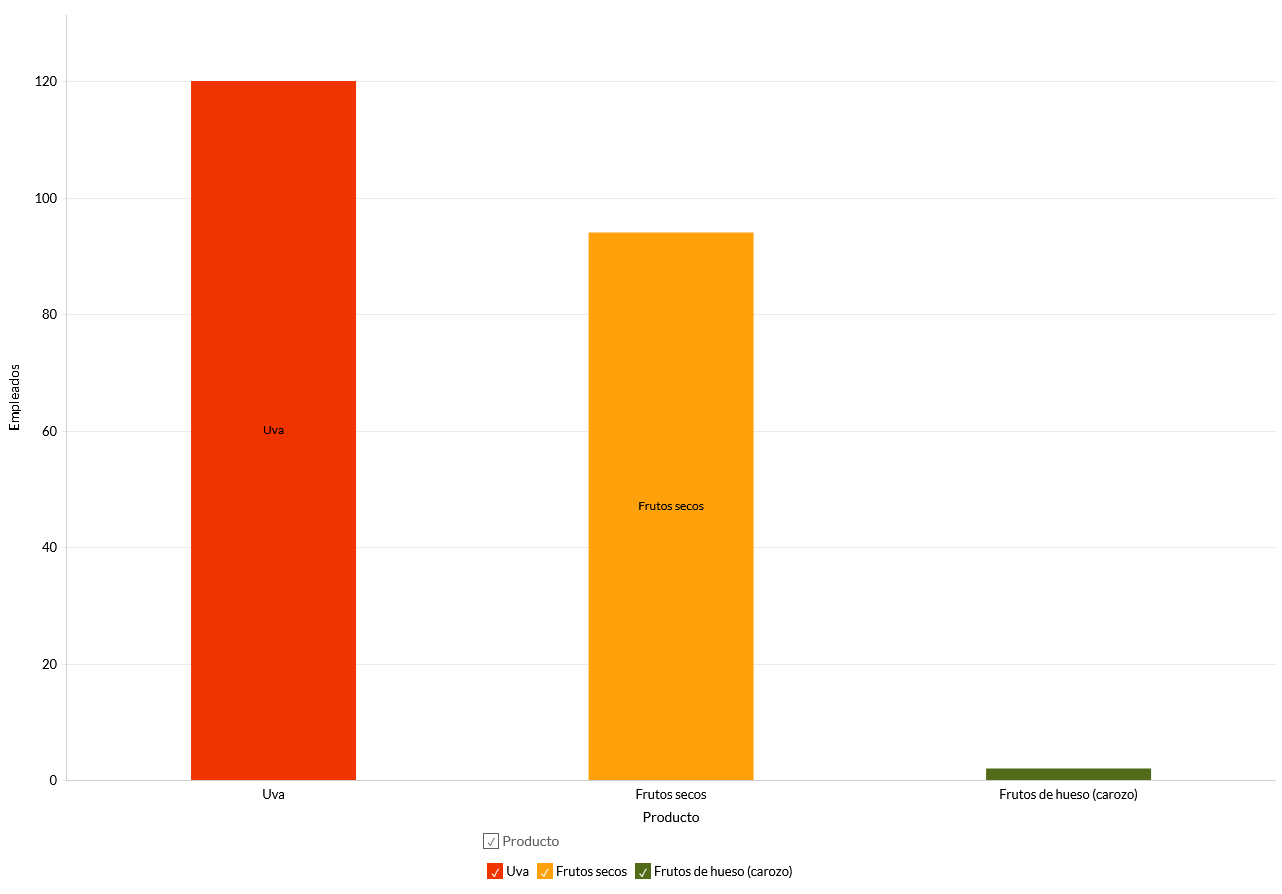 120
100
80
60
40
20
0
Empleados
Uva
Frutos secos
Uva Frutos secos Frutos de hueso (carozo)
Producto
Producto
Uva Frutos secos Frutos de hueso (carozo)